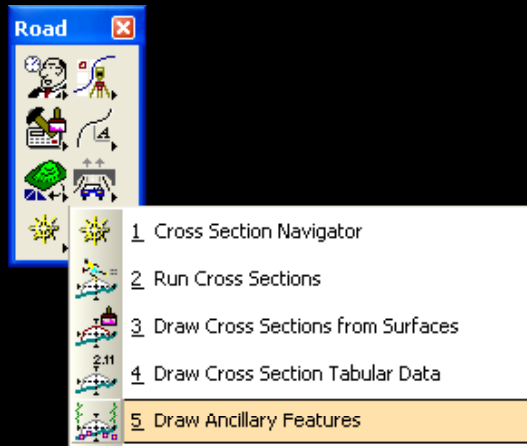 Road
A
1 Cross Section Navigator
2 Run Cross Sections
3 Draw Cross Sections from Surfaces
2.11
4 Draw Cross Section Tabular Data
5 Draw Ancillary Features